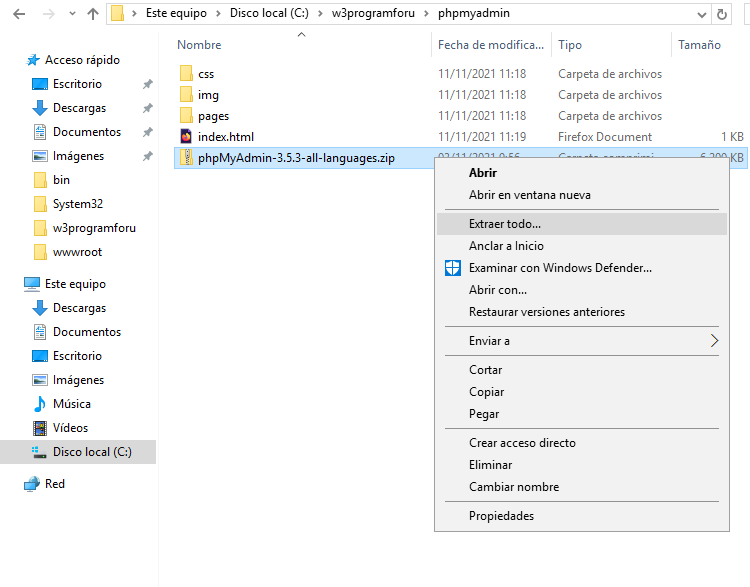 Este equipo > Disco local (C:) > w3programforu > phpmyadmin
Nombre Fecha de modifica... Tipo Tamaño
Acceso rápido
Escritorio
Descargas
Documentos
Imágenes
bin
System32
w3programforu
wwwroot
Este equipo
Descargas
Documentos
Escritorio
Imágenes
Música
Vídeos
Disco local (C:)
Red
css 11/11/2021 11:18 Carpeta de archivos
img 11/11/2021 11:18 Carpeta de archivos
pages 11/11/2021 11:18 Carpeta de archivos
index.html 11/11/2021 11:19 Firefox Document 1 KB
phpMyAdmin-3.5.3-all-languages.zip
Abrir
Abrir en ventana nueva
Extraer todo...
Anclar a Inicio
Examinar con Windows Defender...
Abrir con...
Restaurar versiones anteriores
Enviar a
Cortar
Copiar
Pegar
Crear acceso directo
Eliminar
Cambiar nombre
Propiedades